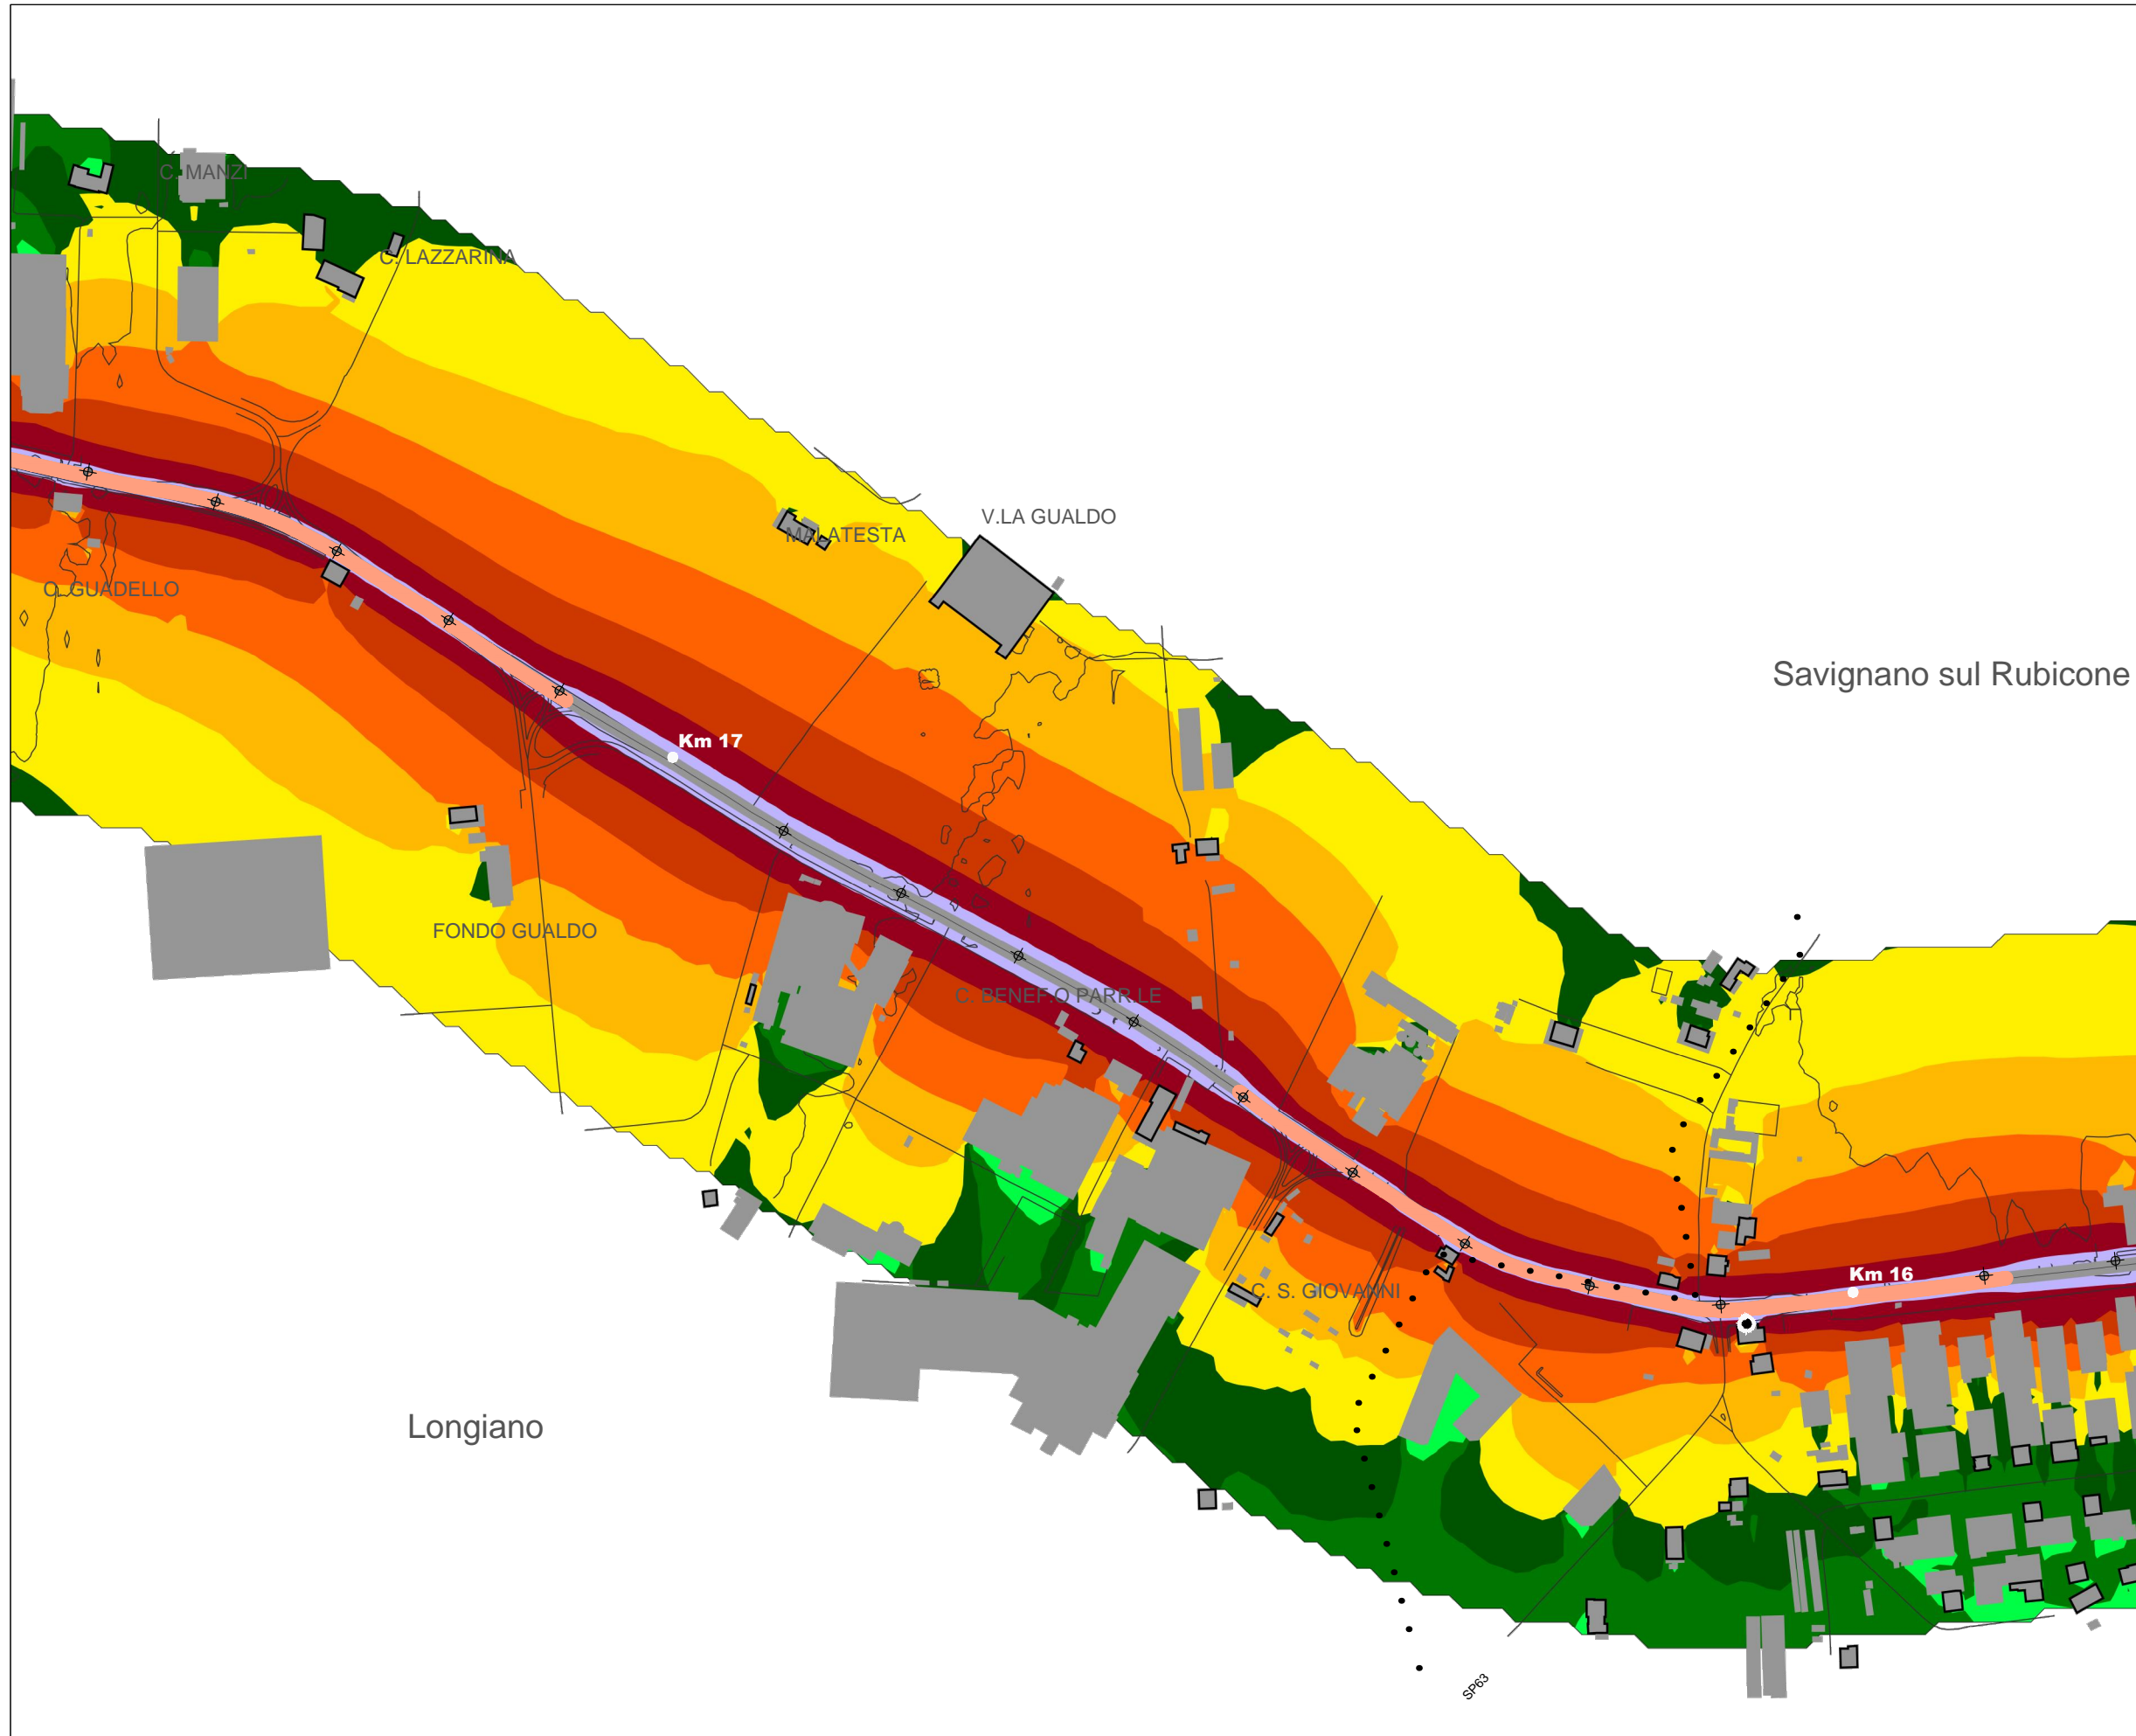 C. MANZI
C. LAZZARINA
V.LA GUALDO
MALATESTA
O. GUADELLO
Savignano sul Rubicone
Km 17
FONDO GUALDO
C. BENEF.O PARR.LE
Km 16
C. S. GIOVANNI
Longiano
SP63